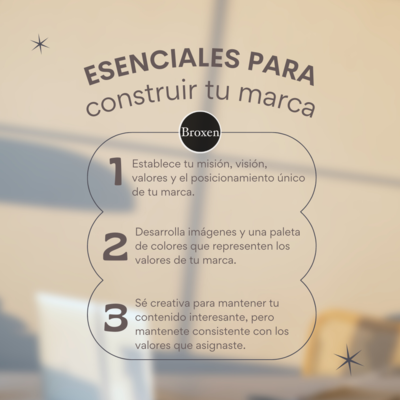 ESENCIALES PARA
construir tu marca
Broxen
1
Establece tu misión, visión,
valores y el posicionamiento único
de tu marca.
2
Desarrolla imágenes y una paleta
de colores que representen los
valores de tu marca.
3
Sé creativa para mantener tu
contenido interesante, pero
mantenete consistente con los
valores que asignaste.